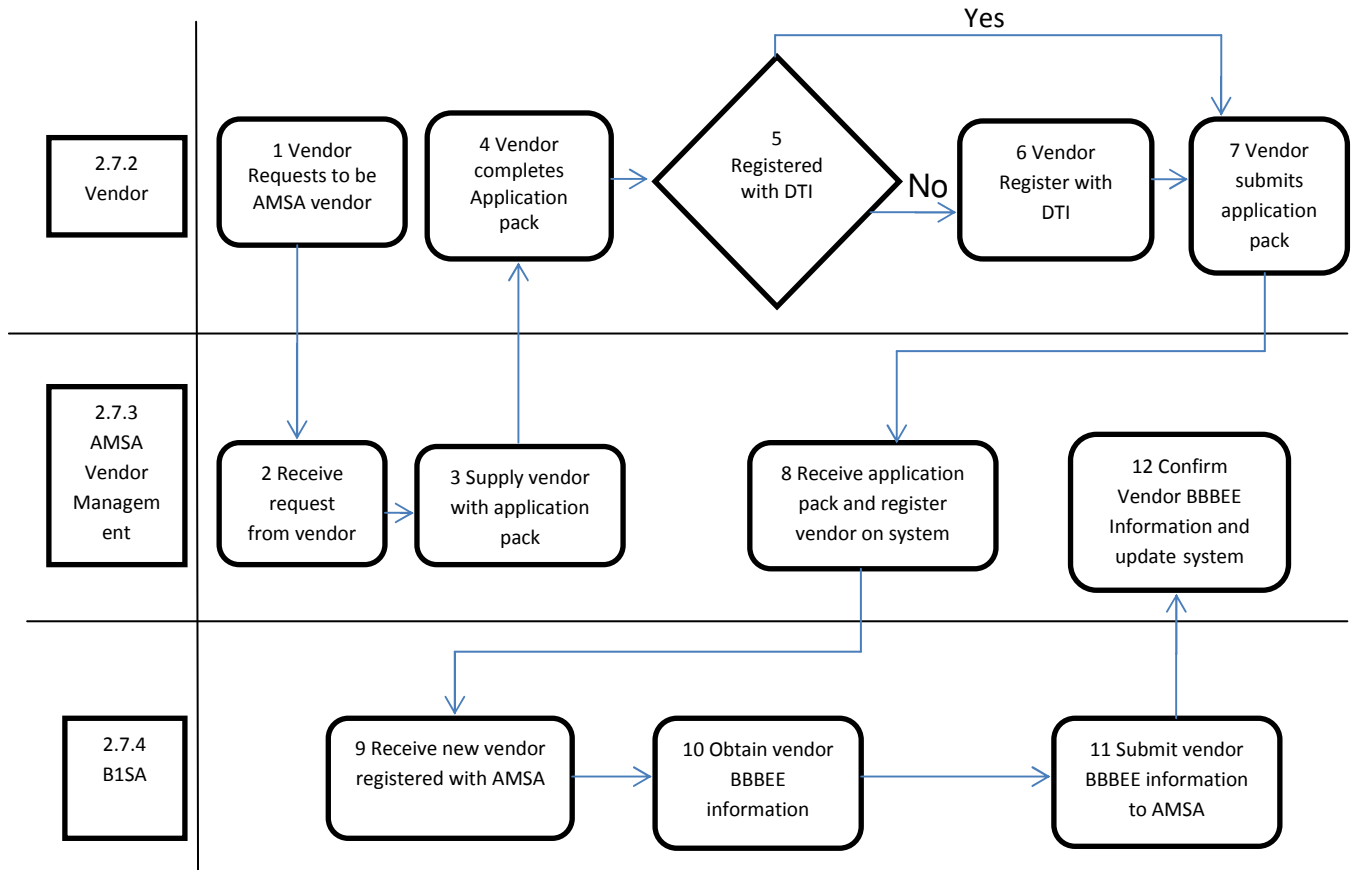 Yes
2.7.2
Vendor
1 Vendor
Requests to be
AMSA vendor
4 Vendor
completes
Application
pack
5
Registered
with DTI
No
6 Vendor
Register with
DTI
7 Vendor
submits
application
pack
2.7.3
AMSA
Vendor
Managem
ent
2 Receive
request
from vendor
3 Supply vendor
with application
pack
8 Receive application
pack and register
vendor on system
12 Confirm
Vendor BBBEE
Information and
update system
2.7.4
B1SA
9 Receive new vendor
registered with AMSA
10 Obtain vendor
BBBEE
information
11 Submit vendor
BBBEE information
to AMSA